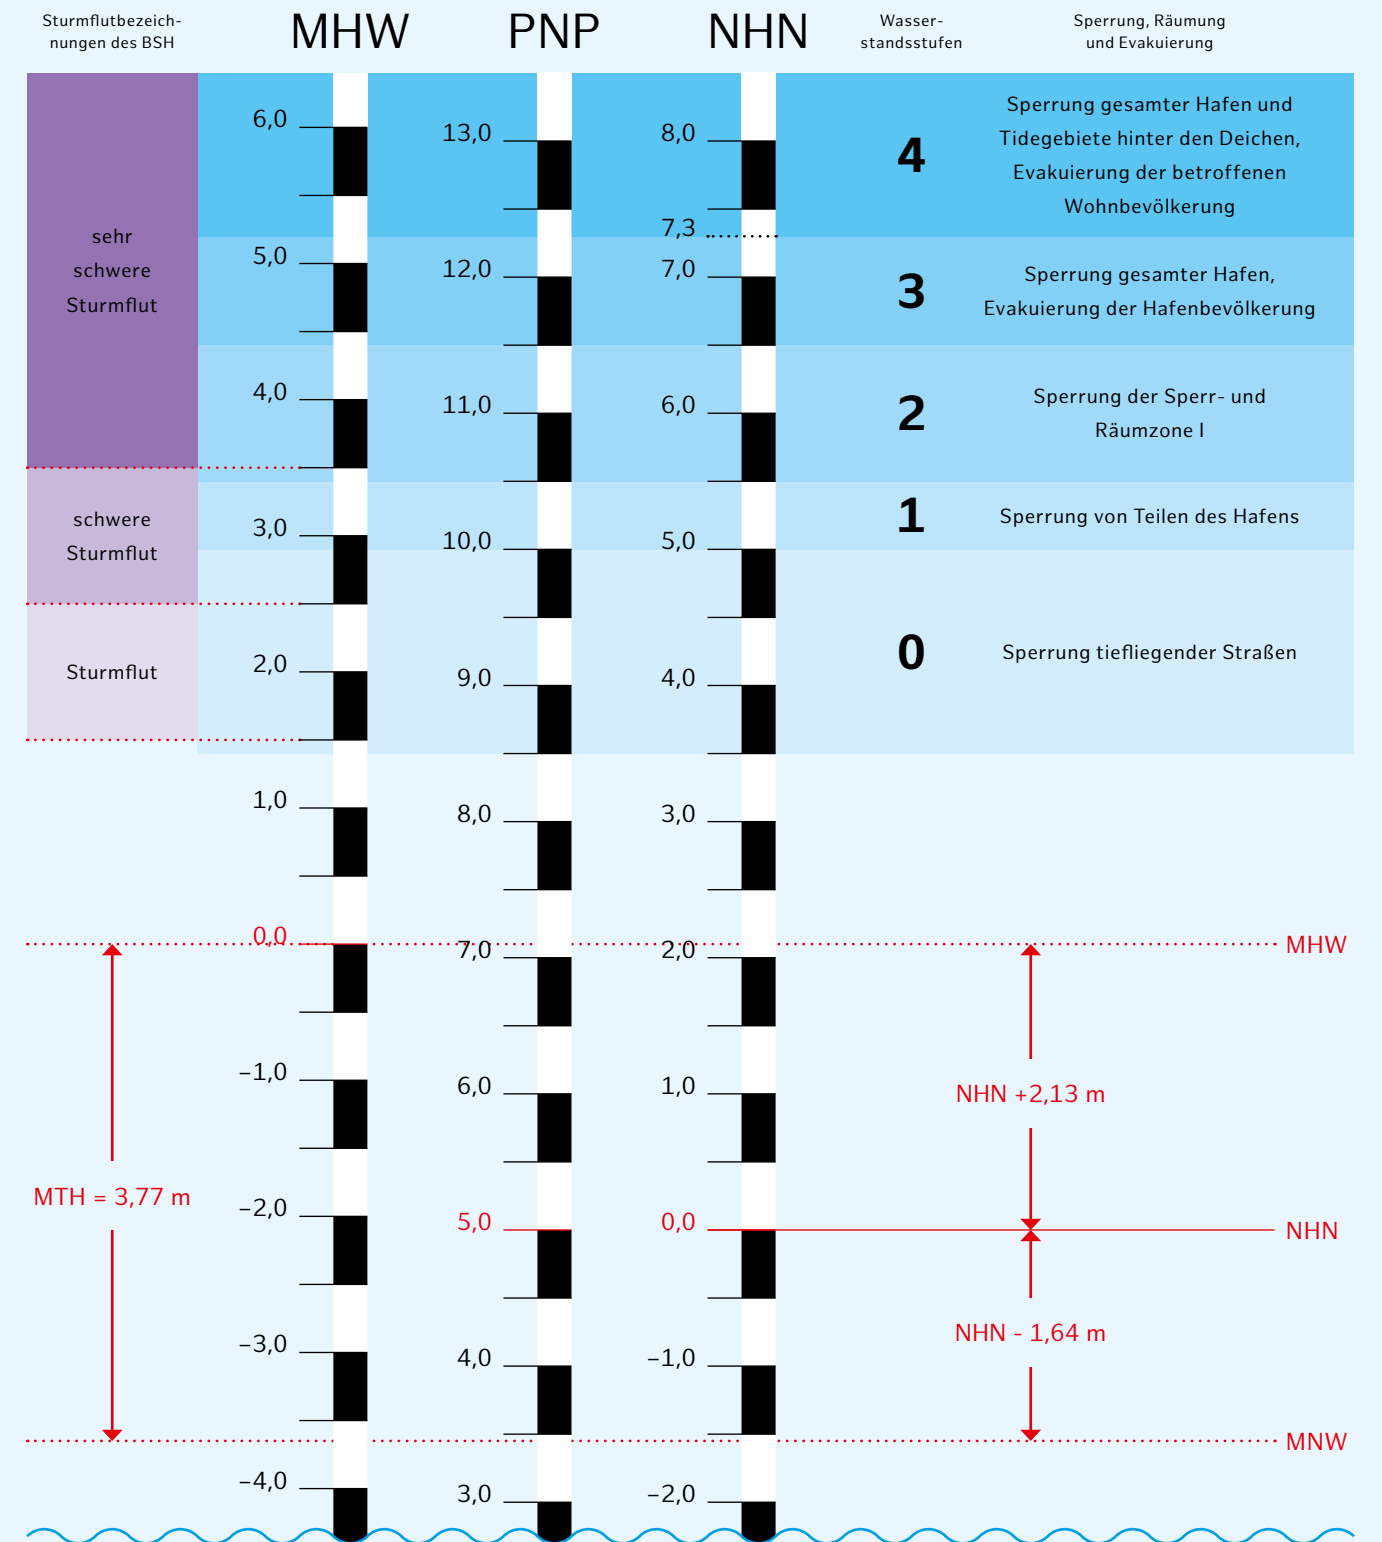 Sturmflutbezeich-
nungen des BSH
MHW
PNP
NHN
Wasser-
standsstufen
Sperrung, Räumung
und Evakuierung
sehr
schwere
Sturmflut
schwere
Sturmflut
Sturmflut
6,0
5,0
4,0
3,0
2,0
1,0
0,0
–1,0
–2,0
–3,0
–4,0
13,0
12,0
11,0
10,0
9,0
8,0
7,0
6,0
5,0
4,0
3,0
8,0
7,3
7,0
6,0
5,0
4,0
3,0
2,0
1,0
0,0
–1,0
–2,0
4
Sperrung gesamter Hafen und
Tidegebiete hinter den Deichen,
Evakuierung der betroffenen
Wohnbevölkerung
3
Sperrung gesamter Hafen,
Evakuierung der Hafenbevölkerung
2
Sperrung der Sperr- und
Räumzone I
1
Sperrung von Teilen des Hafens
0
Sperrung tiefliegender Straßen
MHW
NHN +2,13 m
MTH = 3,77 m
NHN
NHN - 1,64 m
MNW